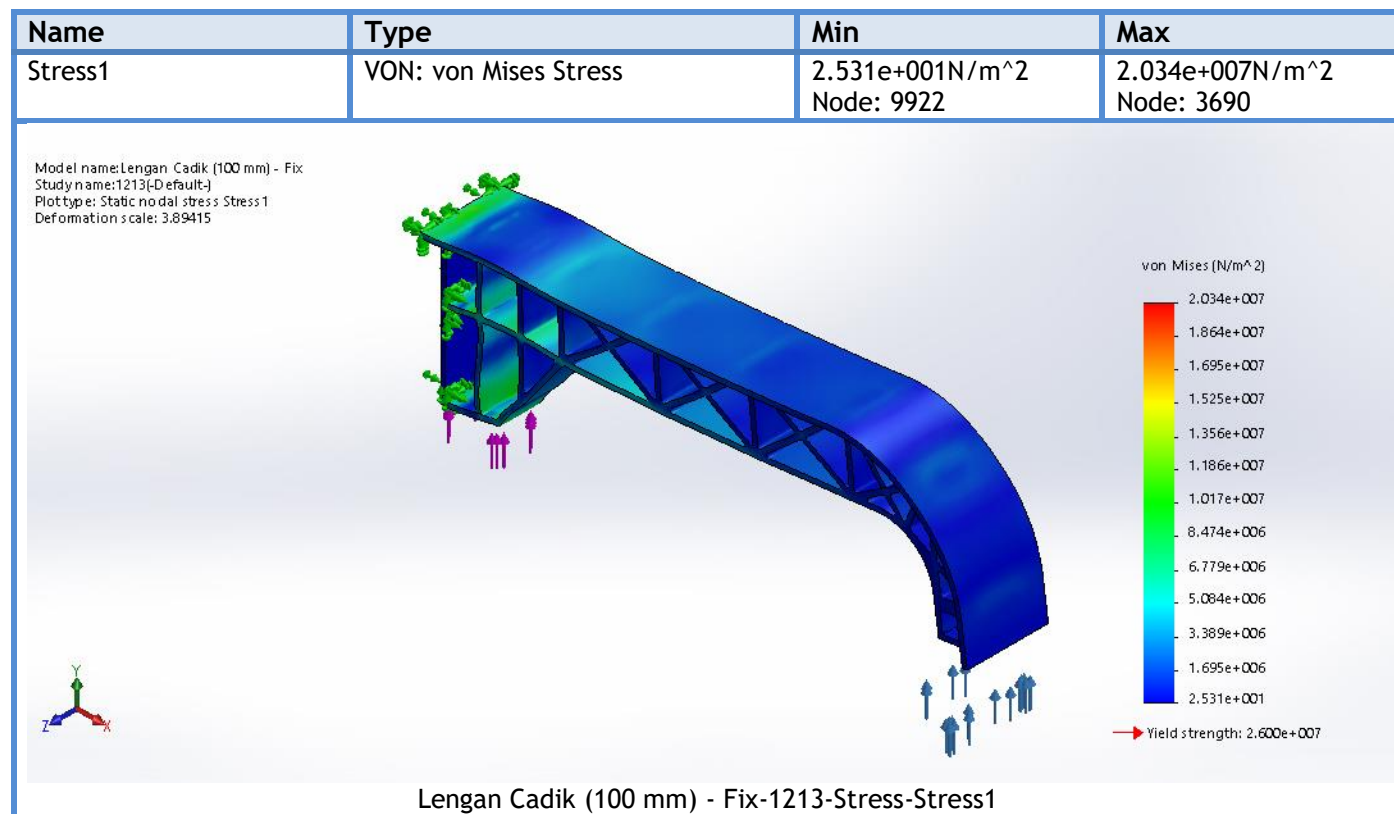 Name Type Min Max
Stress1 VON: von Mises Stress 2.531e+001N/m^2 2.034e+007N/m^2
Node: 9922 Node: 3690
Model name:Lengan Cadik (100 mm) - Fix
Study name:1213(-Default-)
Plot type: Static nodal stress Stress1
Deformation scale: 3.89415
von Mises (N/m^2)
2.034e+007
1.864e+007
1.695e+007
1.525e+007
1.356e+007
1.186e+007
1.017e+007
8.474e+006
6.779e+006
5.084e+006
3.389e+006
1.695e+006
2.531e+001
Yield strength: 2.600e+007
Y
Z X
Lengan Cadik (100 mm) - Fix-1213-Stress-Stress1